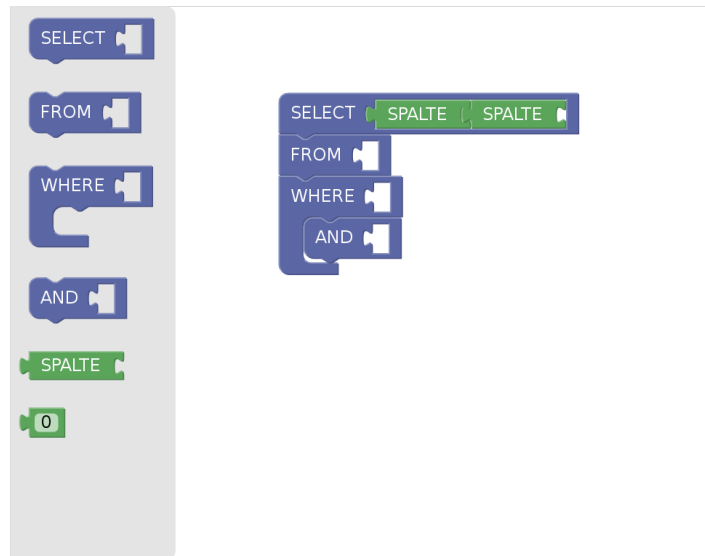 SELECT
FROM
WHERE
AND
SPALTE
0
SELECT SPALTE SPALTE
FROM
WHERE
AND